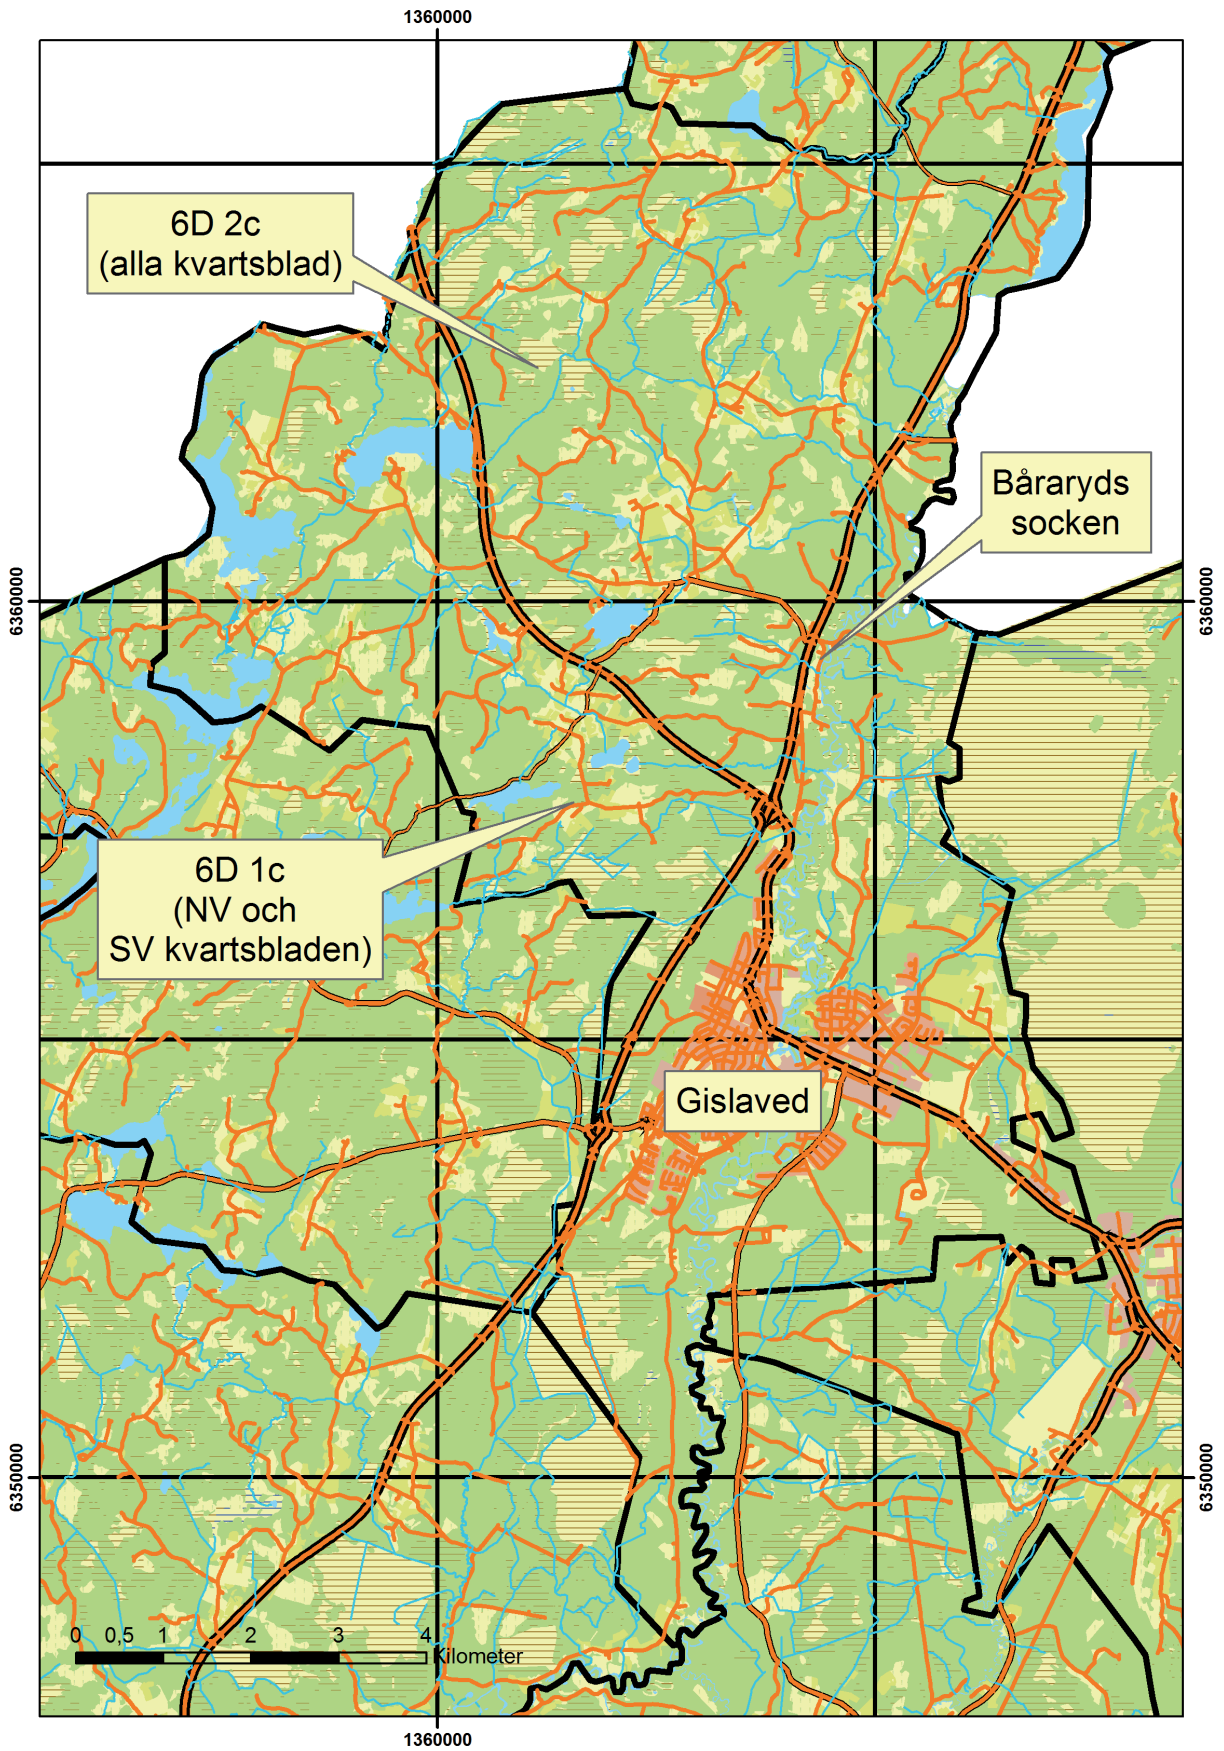 1360000
6D 2c
(alla kvartsblad)
Båraryds
socken
6360000
6360000
6D 1c
(NV och
SV kvartsbladen)
Gislaved
6350000
6350000
0 0,5 1 2 3 4
Kilometer
1360000